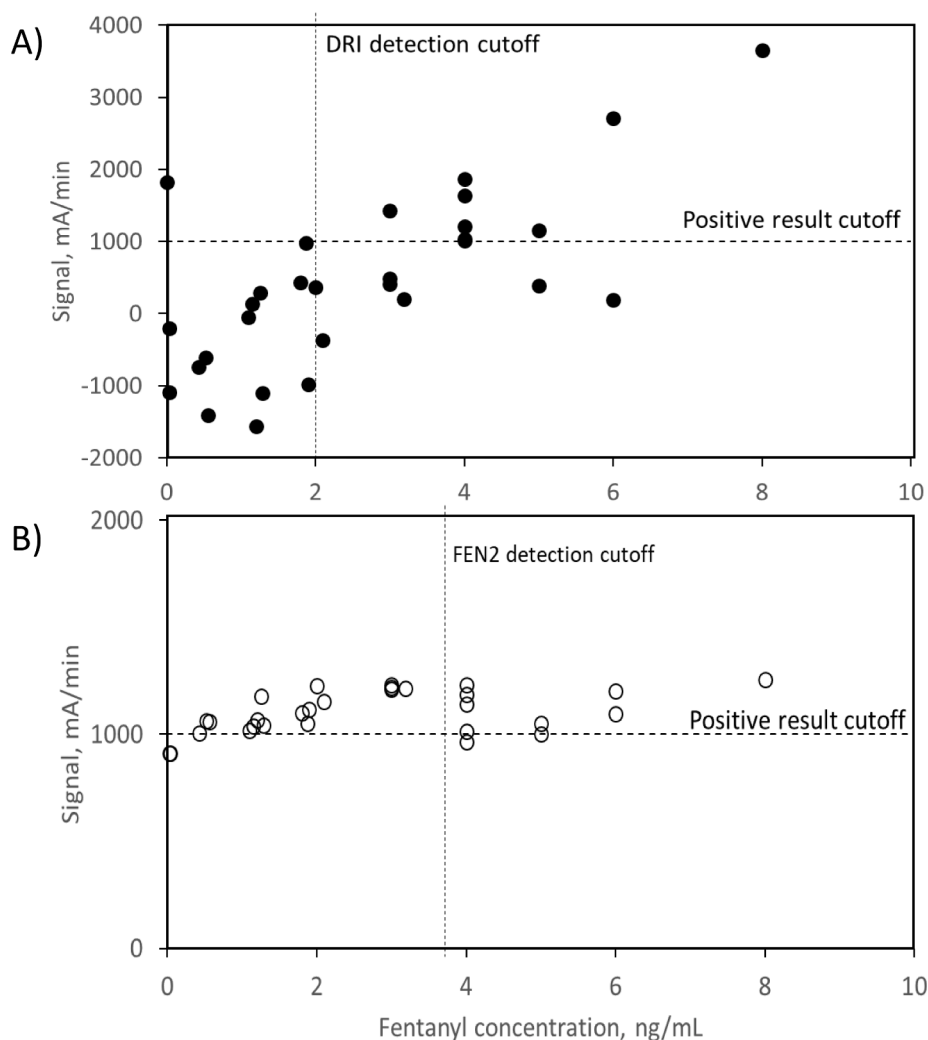 A)
DRI detection cutoff
Positive result cutoff
Signal, mA/min
4000
3000
2000
1000
0
-1000
-2000
0 2 4 6 8 10
B)
FEN2 detection cutoff
Positive result cutoff
Signal, mA/min
2000
1000
0
0 2 4 6 8 10
Fentanyl concentration, ng/mL